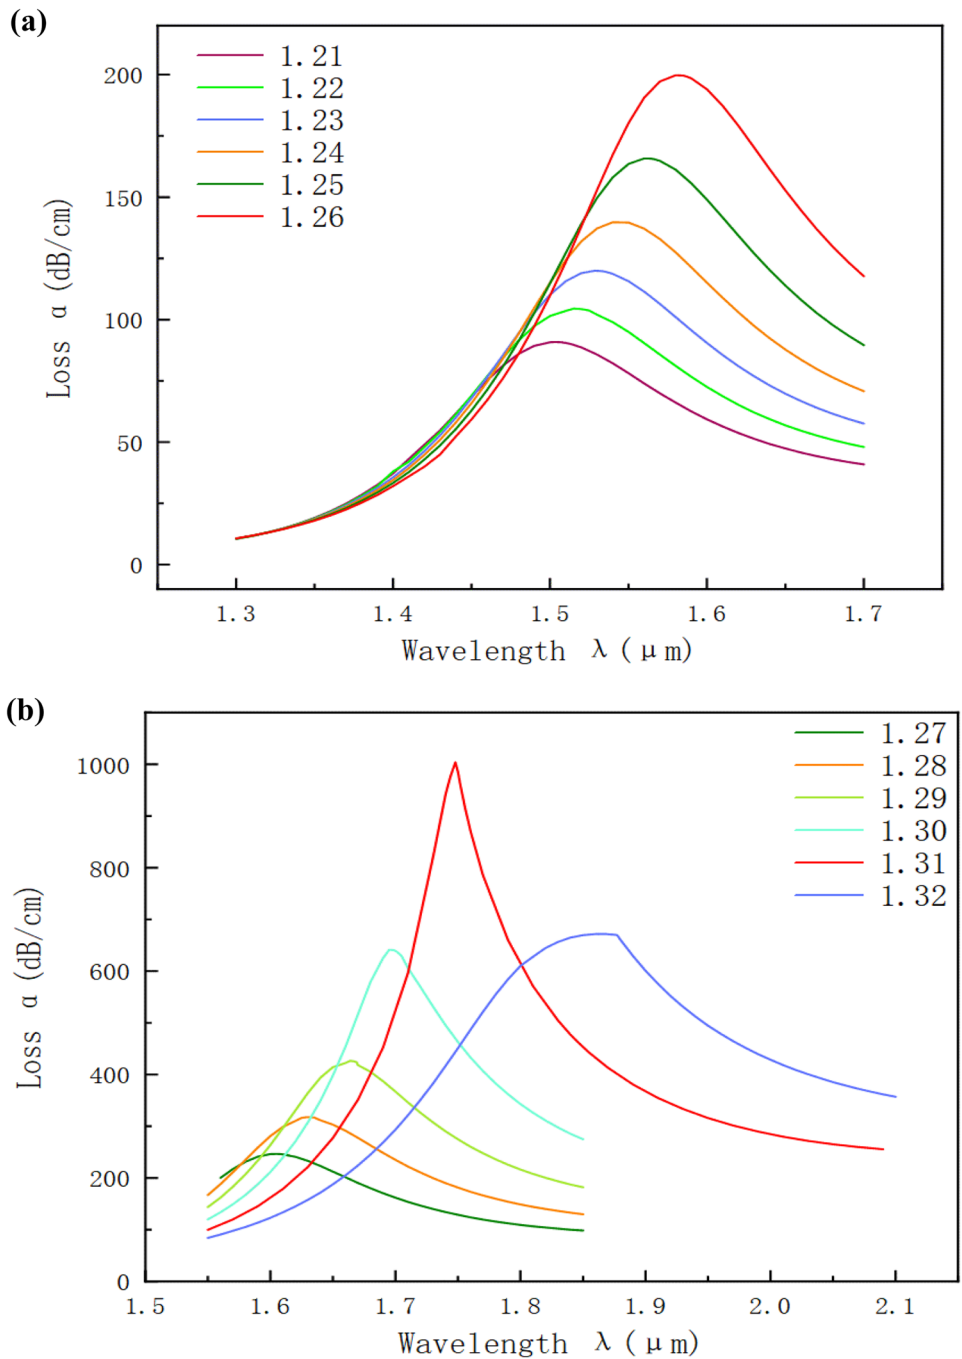 (a)
1.21
1.22
1.23
1.24
1.25
1.26
200
150
100
50
0
Loss α (dB/cm)
1.3 1.4 1.5 1.6 1.7
Wavelength λ (μm)
(b)
1.27
1.28
1.29
1.30
1.31
1.32
1000
800
600
400
200
0
Loss α (dB/cm)
1.5 1.6 1.7 1.8 1.9 2.0 2.1
Wavelength λ (μm)